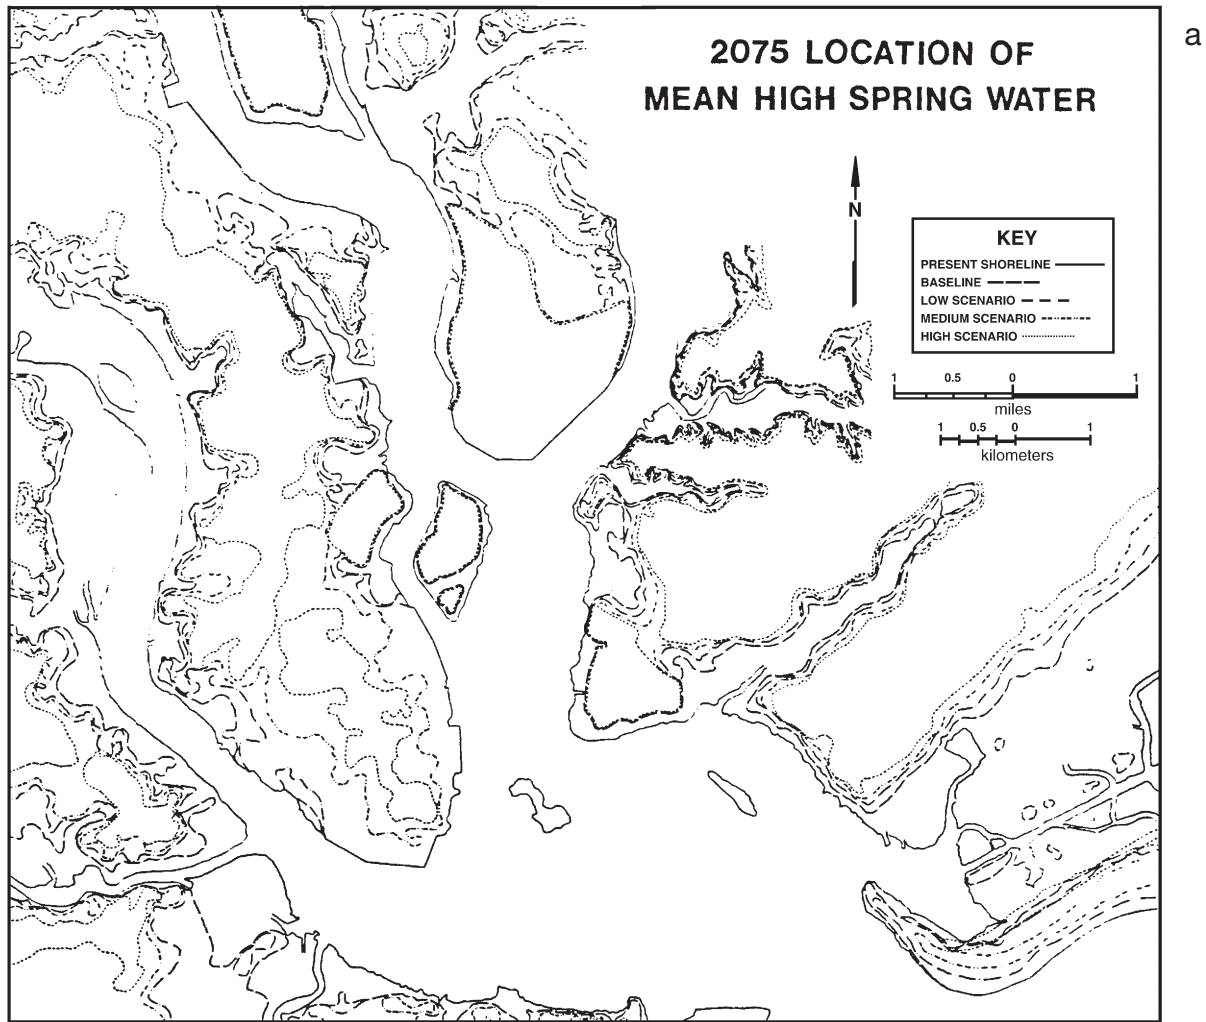 a
2075 LOCATION OF
MEAN HIGH SPRING WATER
N
KEY
PRESENT SHORELINE
BASELINE
LOW SCENARIO
MEDIUM SCENARIO
HIGH SCENARIO
1 0.5 0 1
miles
1 0.5 0 1
kilometers